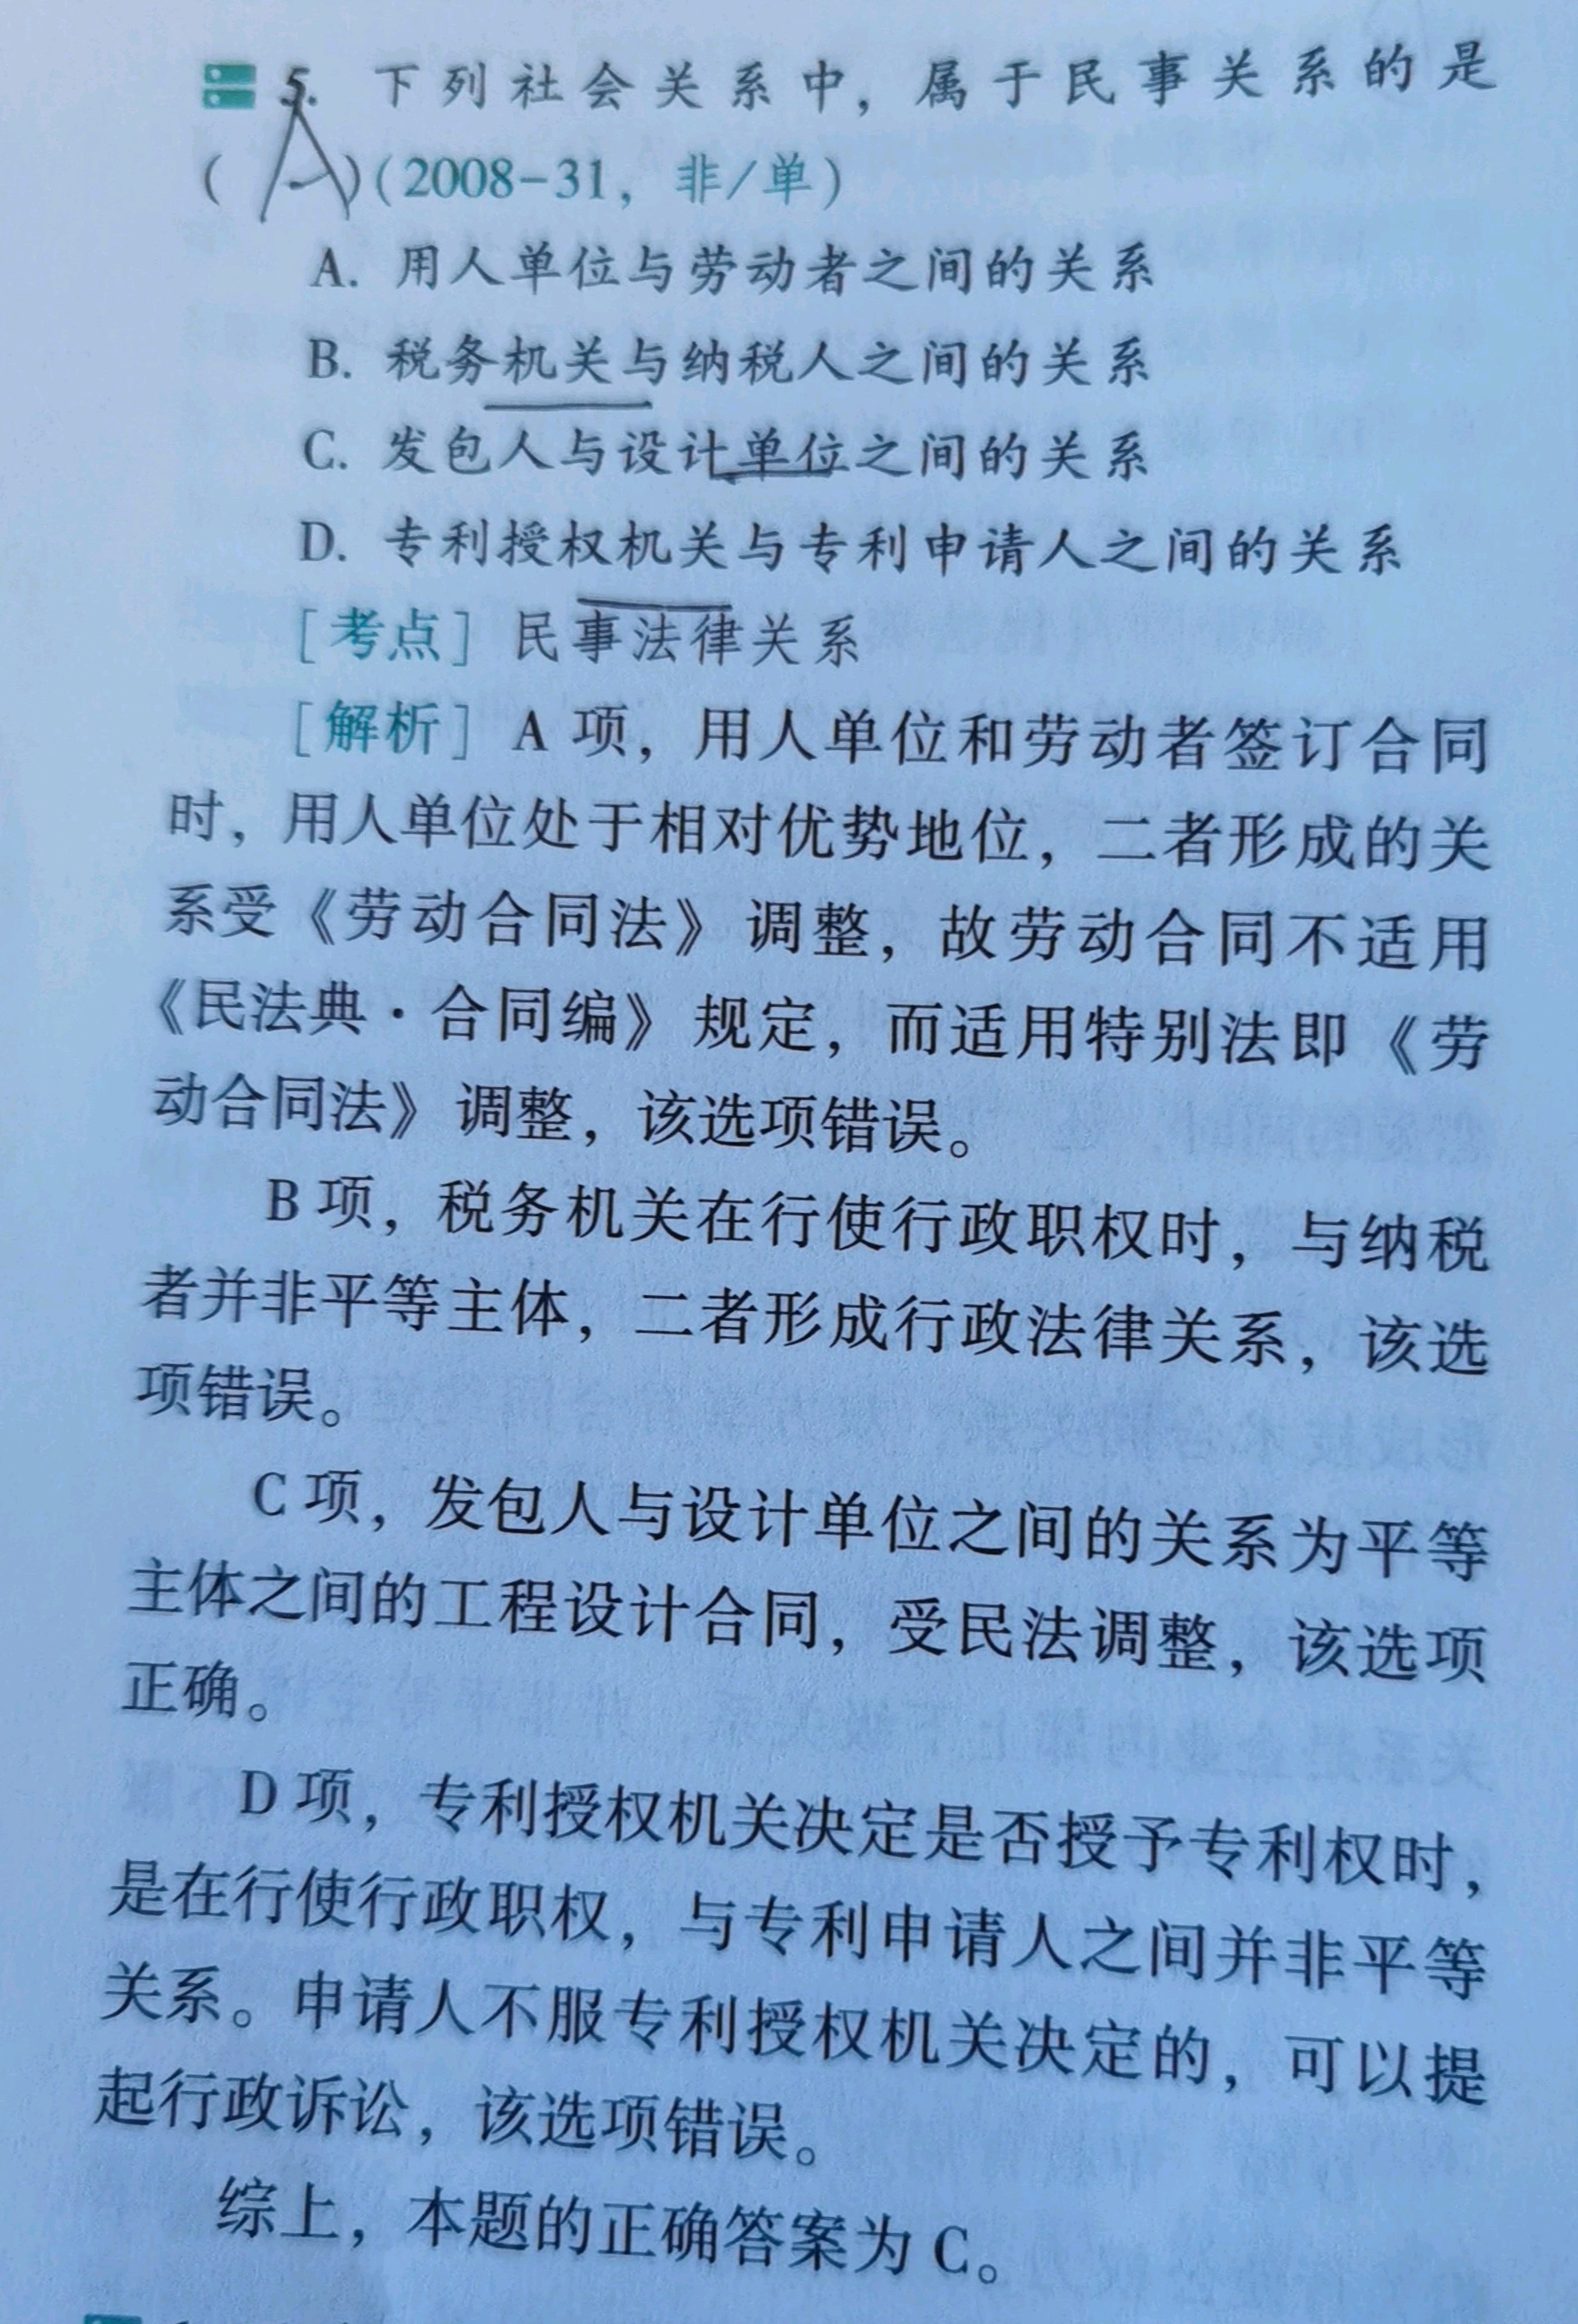 5. 下列社会关系中，属于民事关系的是
( A )(2008-31，非/单)
A. 用人单位与劳动者之间的关系
B. 税务机关与纳税人之间的关系
C. 发包人与设计单位之间的关系
D. 专利授权机关与专利申请人之间的关系
[考点] 民事法律关系
[解析] A 项，用人单位和劳动者签订合同
时，用人单位处于相对优势地位，二者形成的关
系受《劳动合同法》调整，故劳动合同不适用
《民法典·合同编》规定，而适用特别法即《劳
动合同法》调整，该选项错误。
B 项，税务机关在行使行政职权时，与纳税
者并非平等主体，二者形成行政法律关系，该选
项错误。
C 项，发包人与设计单位之间的关系为平等
主体之间的工程设计合同，受民法调整，该选项
正确。
D 项，专利授权机关决定是否授予专利权时，
是在行使行政职权，与专利申请人之间并非平等
关系。申请人不服专利授权机关决定的，可以提
起行政诉讼，该选项错误。
综上，本题的正确答案为 C。